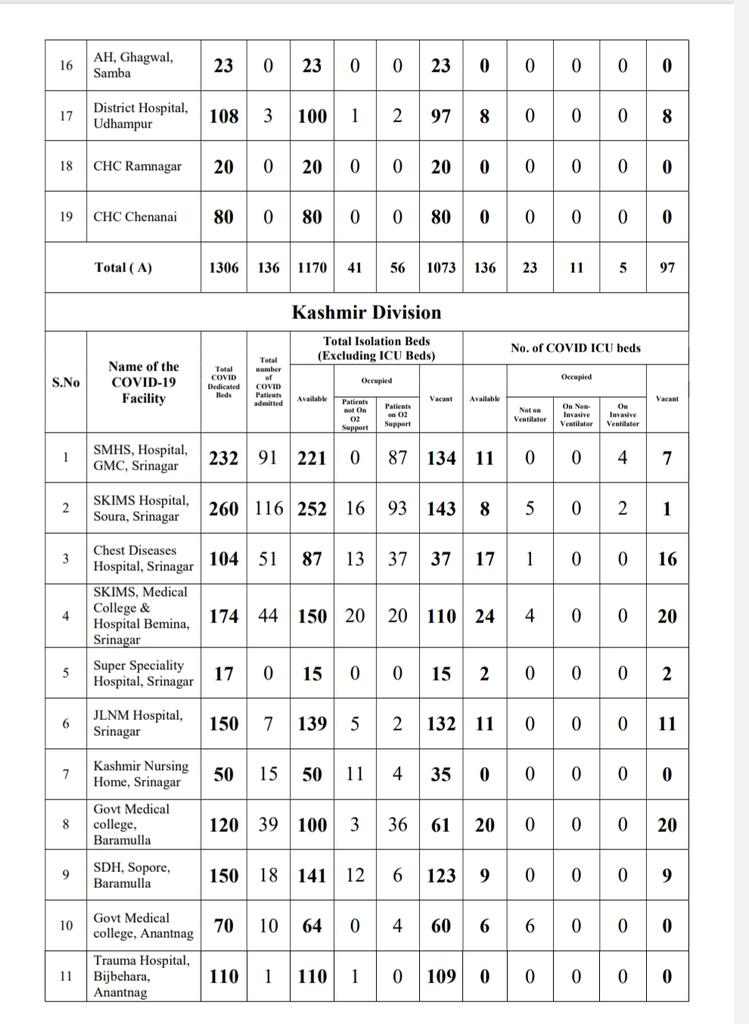 16 AH, Ghagwal, Samba 23 0 23 0 0 23 0 0 0 0 0
17 District Hospital, Udhampur 108 3 100 1 2 97 8 0 0 0 8
18 CHC Ramnagar 20 0 20 0 0 20 0 0 0 0 0
19 CHC Chenanai 80 0 80 0 0 80 0 0 0 0 0
Total ( A) 1306 136 1170 41 56 1073 136 23 11 5 97
Kashmir Division
S.No Name of the COVID-19 Facility Total COVID Dedicated Beds Total number of COVID Patients admitted Total Isolation Beds (Excluding ICU Beds) No. of COVID ICU beds
Available Occupied Vacant Available Occupied Vacant
Patients not On O2 Support Patients on O2 Support Not on Ventilator On Non-Invasive Ventilator On Invasive Ventilator
1 SMHS, Hospital, GMC, Srinagar 232 91 221 0 87 134 11 0 0 4 7
2 SKIMS Hospital, Soura, Srinagar 260 116 252 16 93 143 8 5 0 2 1
3 Chest Diseases Hospital, Srinagar 104 51 87 13 37 37 17 1 0 0 16
4 SKIMS, Medical College & Hospital Bemina, Srinagar 174 44 150 20 20 110 24 4 0 0 20
5 Super Speciality Hospital, Srinagar 17 0 15 0 0 15 2 0 0 0 2
6 JLNM Hospital, Srinagar 150 7 139 5 2 132 11 0 0 0 11
7 Kashmir Nursing Home, Srinagar 50 15 50 11 4 35 0 0 0 0 0
8 Govt Medical college, Baramulla 120 39 100 3 36 61 20 0 0 0 20
9 SDH, Sopore, Baramulla 150 18 141 12 6 123 9 0 0 0 9
10 Govt Medical college, Anantnag 70 10 64 0 4 60 6 6 0 0 0
11 Trauma Hospital, Bijbehara, Anantnag 110 1 110 1 0 109 0 0 0 0 0